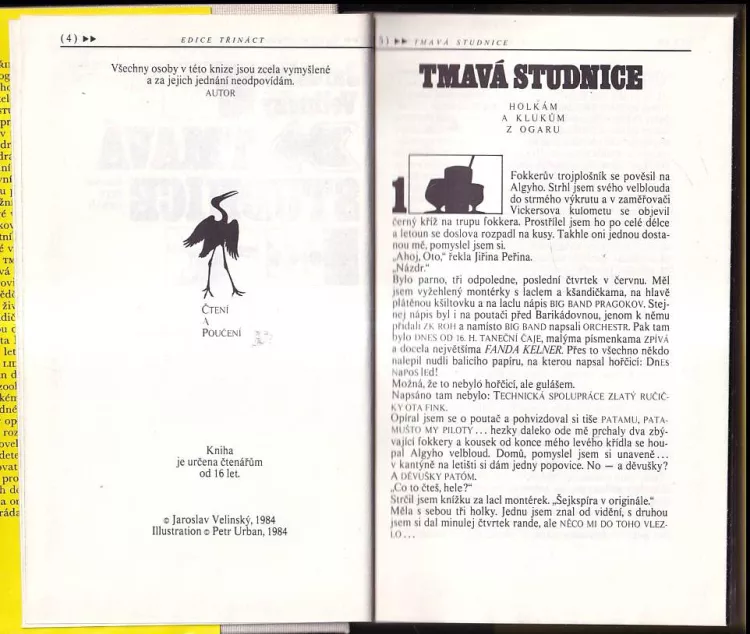 (4) ▸▸ EDICE TŘINÁCT
Všechny osoby v této knize jsou zcela vymyšlené
a za jejich jednání neodpovídám.
AUTOR
ČTENÍ
A
POUČENÍ
Kniha
je určena čtenářům
od 16 let.
© Jaroslav Velinský, 1984
Illustration © Petr Urban, 1984
5) ▸▸ TMAVÁ STUDNICE
TMAVÁ STUDNICE
HOLKÁM
A KLUKŮM
Z OGARU
1
Fokkerův trojplošník se pověsil na
Algyho. Strhl jsem svého velblouda
do strmého výkrutu a v zaměřovači
Vickersova kulometu se objevil
černý kříž na trupu fokkera. Prostřílel jsem ho po celé délce
a letoun se doslova rozpadl na kusy. Takhle oni jednou dosta-
nou mě, pomyslel jsem si.
„Ahoj, Oto,“ řekla Jiřina Peřina.
„Názdr.“
Bylo parno, tři odpoledne, poslední čtvrtek v červnu. Měl
jsem vyžehlený montérky s laclem a kšandičkama, na hlavě
plátěnou kšiltovku a na laclu nápis BIG BAND PRAGOKOV. Stej-
nej nápis byl i na poutači před Barikádovnou, jenom k němu
přidali ZK ROH a namísto BIG BAND napsali ORCHESTR. Pak tam
bylo DNES OD 16. H. TANEČNÍ ČAJE, malýma písmenkama ZPÍVÁ
a docela největšíma FANDA KELNER. Přes to všechno někdo
nalepil nudli balicího papíru, na kterou napsal hořčicí: DNES
NAPOSLED!
Možná, že to nebylo hořčicí, ale gulášem.
Napsáno tam nebylo: TECHNICKÁ SPOLUPRÁCE ZLATÝ RUČIČ-
KY OTA FINK.
Opíral jsem se o poutač a pohvizdoval si tiše PATAMU, PATA-
MUŠTO MY PILOTY... hezky daleko ode mě prchaly dva zbý-
vající fokkery a kousek od konce mého levého křídla se hou-
pal Algyho velbloud. Domů, pomyslel jsem si unaveně...
v kantýně na letišti si dám jedny popovice. No — a děvušky?
A DĚVUŠKY PATÓM.
„Co to čteš, hele?“
Strčil jsem knížku za lacl montérek. „Šejkspíra v originále.“
Měla s sebou tři holky. Jednu jsem znal od vidění, s druhou
jsem si dal minulej čtvrtek rande, ale NĚCO MI DO TOHO VLEZ-
LO...